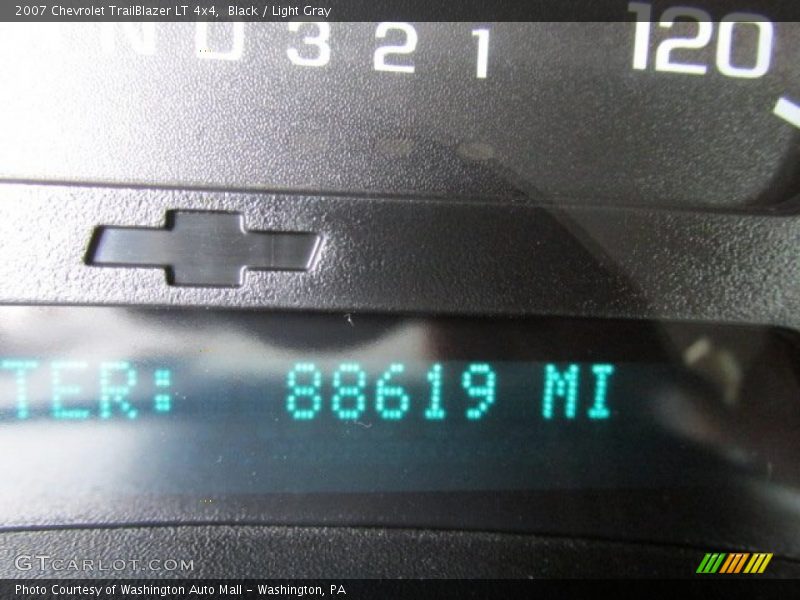 2007 Chevrolet TrailBlazer LT 4x4, Black / Light Gray
N D 3 2 1 120
TER: 88619 MI
GTCARLOT.COM
Photo Courtesy of Washington Auto Mall - Washington, PA